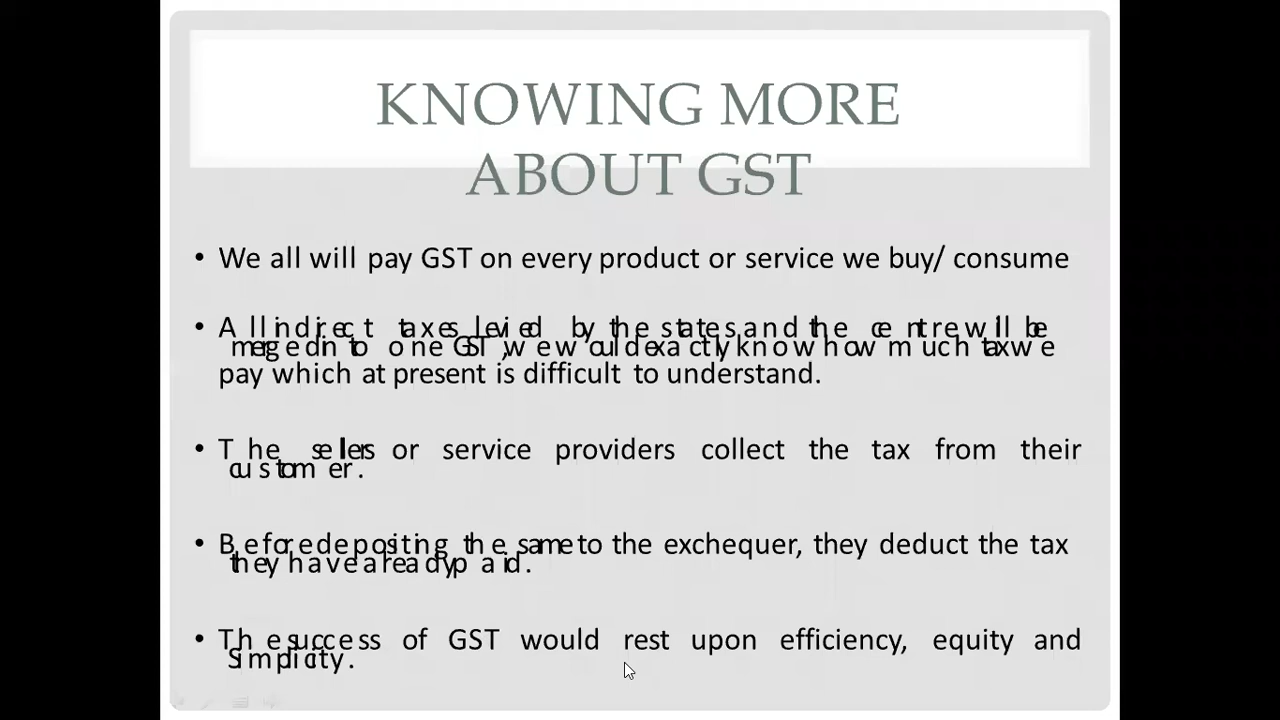 KNOWING MORE
ABOUT GST
• We all will pay GST on every product or service we buy/ consume
• All indirect taxes levied by the states and the centre will be
merged into one GST, we would exactly know how much tax we
pay which at present is difficult to understand.
• The sellers or service providers collect the tax from their
customer.
• Before depositing the same to the exchequer, they deduct the tax
they have already paid.
• The success of GST would rest upon efficiency, equity and
Simplicity.